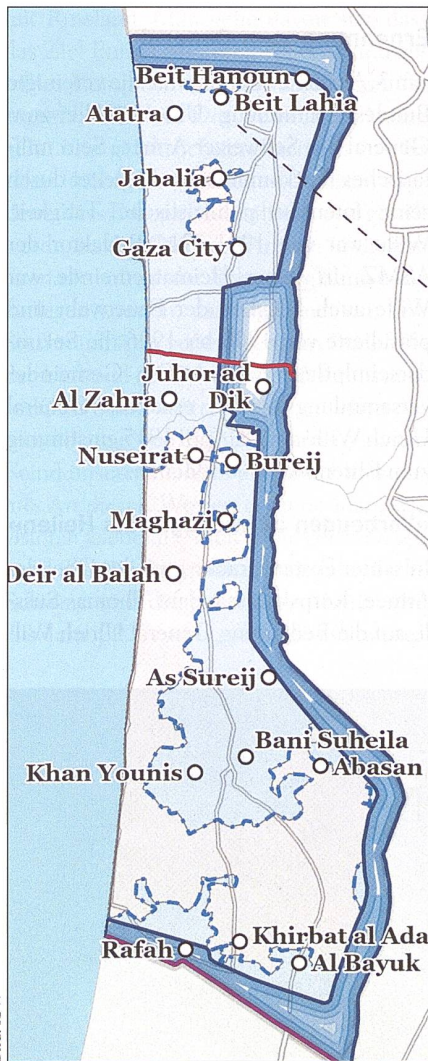 Beit Hanoun
Beit Lahia
Atatra
Jabalia
Gaza City
Juhor ad
Dik
Al Zahra
Nuseirat
Bureij
Maghazi
Deir al Balah
As Sureij
Bani Suheila
Abasan
Khan Younis
Khirbat al Ada
Rafah
Al Bayuk